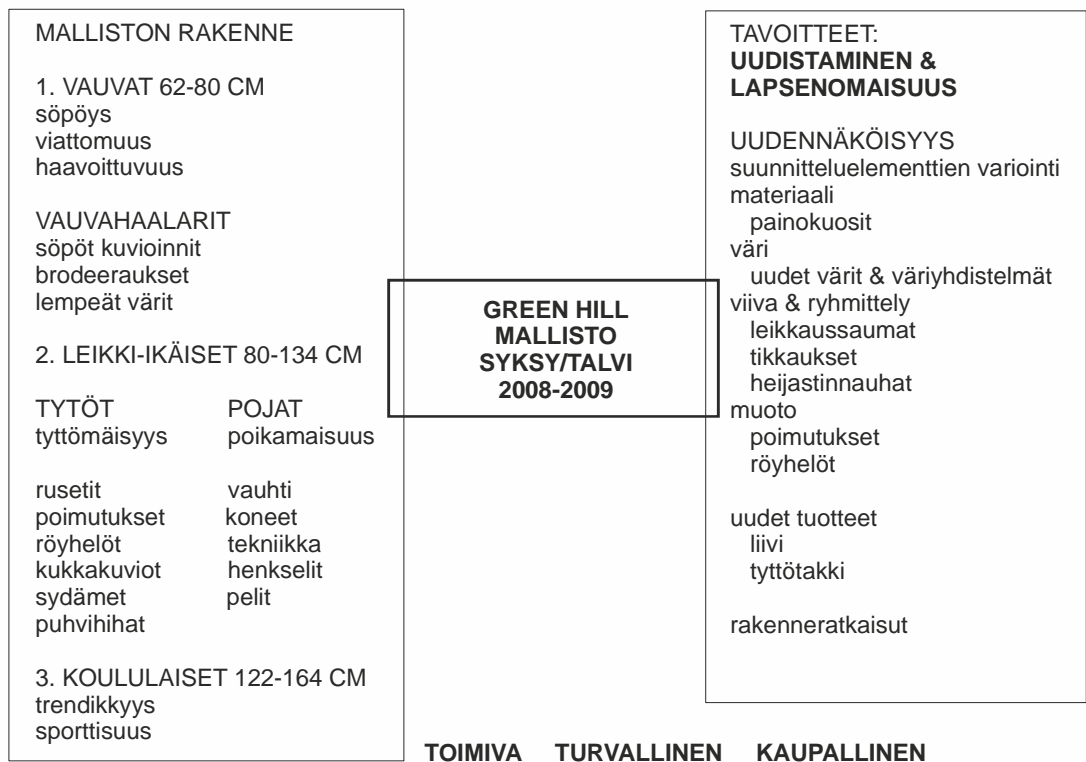 MALLISTON RAKENNE
1. VAUVAT 62-80 CM
söpöys
viattomuus
haavoittuvuus
VAUVAHAALARIT
söpöt kuvioinnit
brodeeraukset
lempeät värit
2. LEIKKI-IKÄISET 80-134 CM
TYTÖT POJAT
tyttömäisyys poikamaisuus
rusetit vauhti
poimutukset koneet
röyhelöt tekniikka
kukkakuviot henkselit
sydämet pelit
puhvihihat
3. KOULULAISET 122-164 CM
trendikkyys
sporttisuus
GREEN HILL
MALLISTO
SYKSY/TALVI
2008-2009
TAVOITTEET:
UUDISTAMINEN &
LAPSENOMAISUUS
UUDENNÄKÖISYYS
suunnitteluelementtien variointi
materiaali
painokuosit
väri
uudet värit & väriyhdistelmät
viiva & ryhmittely
leikkaussaumat
tikkaukset
heijastinnauhat
muoto
poimutukset
röyhelöt
uudet tuotteet
liivi
tyttötakki
rakenneratkaisut
TOIMIVA TURVALLINEN KAUPALLINEN